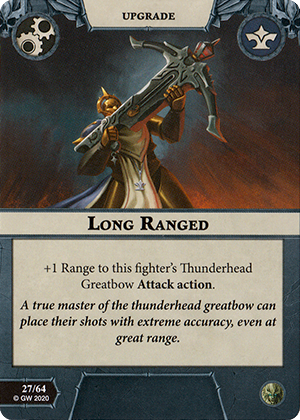 UPGRADE
LONG RANGED
+1 Range to this fighter's Thunderhead
Greatbow Attack action.
A true master of the thunderhead greatbow can
place their shots with extreme accuracy, even at
great range.
27/64
© GW 2020